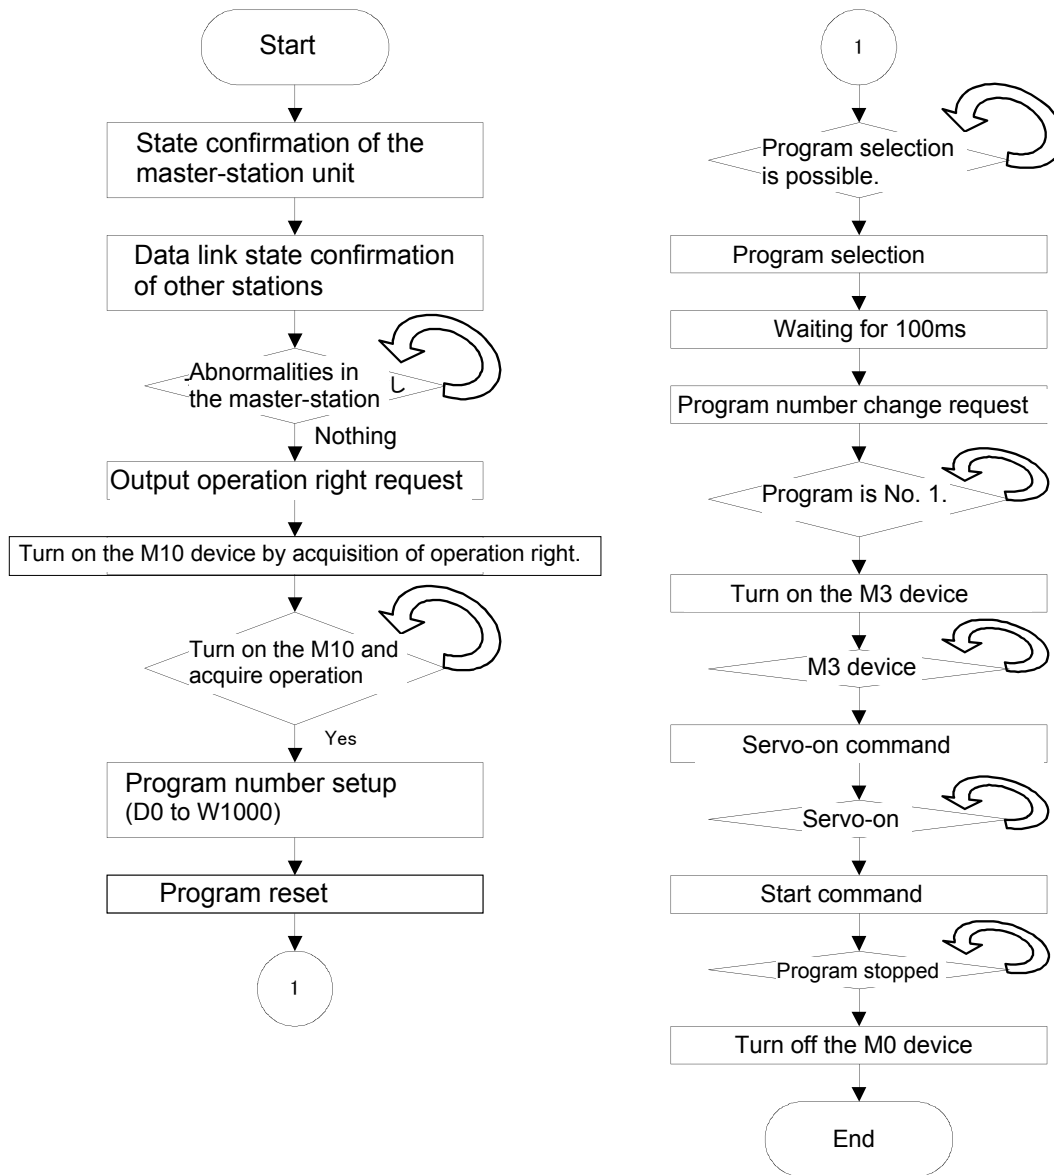 Start
State confirmation of the
master-station unit
Data link state confirmation
of other stations
Abnormalities in
the master-station
し
Nothing
Output operation right request
Turn on the M10 device by acquisition of operation right.
Turn on the M10 and
acquire operation
Yes
Program number setup
(D0 to W1000)
Program reset
1
1
Program selection
is possible.
Program selection
Waiting for 100ms
Program number change request
Program is No. 1.
Turn on the M3 device
M3 device
Servo-on command
Servo-on
Start command
Program stopped
Turn off the M0 device
End